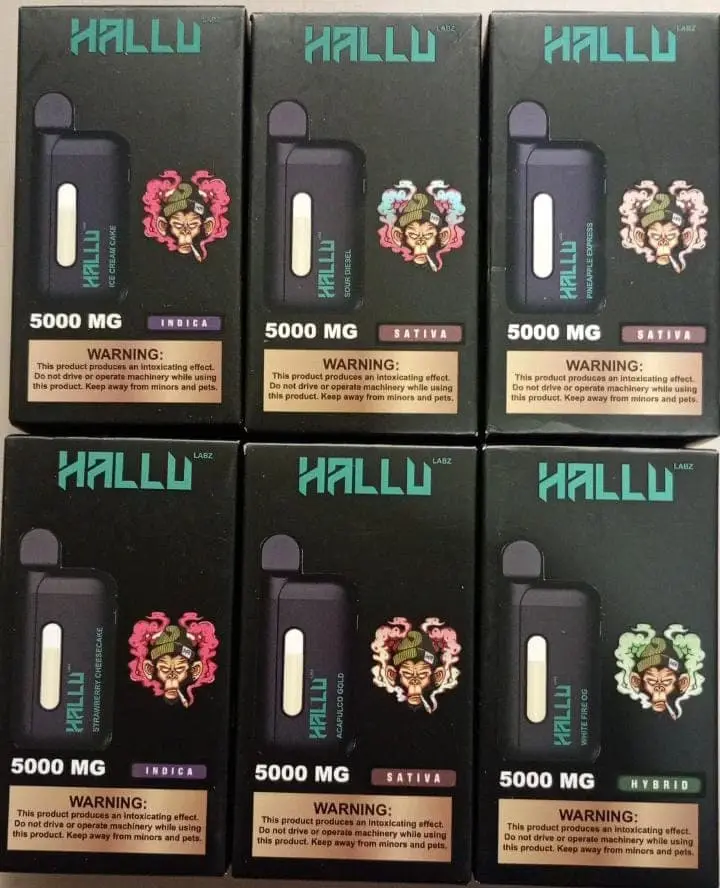 HALLU LABZ
HALLU
ICE CREAM CAKE
5000 MG
INDICA
WARNING:
This product produces an intoxicating effect.
Do not drive or operate machinery while using
this product. Keep away from minors and pets.
HALLU LABZ
HALLU
SOUR DIESEL
5000 MG
SATIVA
WARNING:
This product produces an intoxicating effect.
Do not drive or operate machinery while using
this product. Keep away from minors and pets.
HALLU LABZ
HALLU
PINEAPPLE EXPRESS
5000 MG
SATIVA
WARNING:
This product produces an intoxicating effect.
Do not drive or operate machinery while using
this product. Keep away from minors and pets.
HALLU LABZ
HALLU
STRAWBERRY CHEESECAKE
5000 MG
INDICA
WARNING:
This product produces an intoxicating effect.
Do not drive or operate machinery while using
this product. Keep away from minors and pets.
HALLU LABZ
HALLU
ACAPULCO GOLD
5000 MG
SATIVA
WARNING:
This product produces an intoxicating effect.
Do not drive or operate machinery while using
this product. Keep away from minors and pets.
HALLU LABZ
HALLU
WHITE FIRE OG
5000 MG
HYBRID
WARNING:
This product produces an intoxicating effect.
Do not drive or operate machinery while using
this product. Keep away from minors and pets.